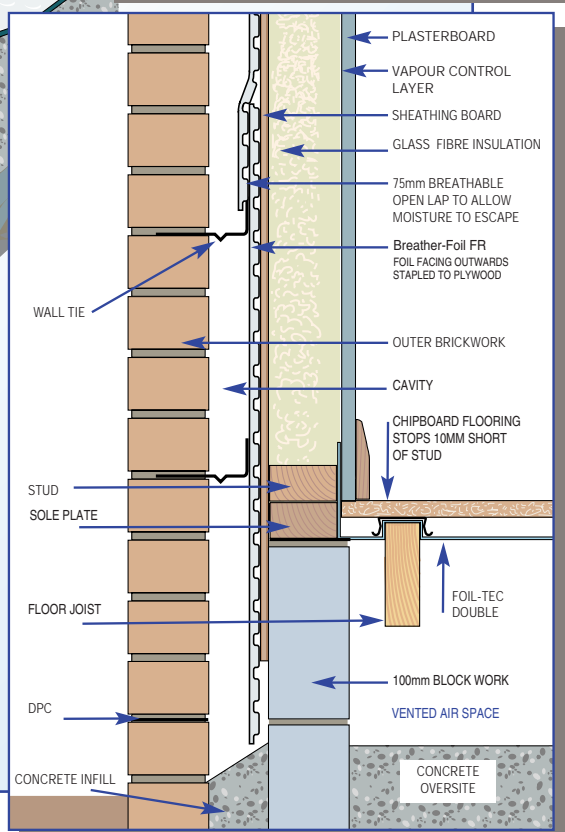 PLASTERBOARD
VAPOUR CONTROL
LAYER
SHEATHING BOARD
GLASS FIBRE INSULATION
75mm BREATHABLE
OPEN LAP TO ALLOW
MOISTURE TO ESCAPE
Breather-Foil FR
FOIL FACING OUTWARDS
STAPLED TO PLYWOOD
WALL TIE
OUTER BRICKWORK
CAVITY
CHIPBOARD FLOORING
STOPS 10MM SHORT
OF STUD
STUD
SOLE PLATE
FOIL-TEC
DOUBLE
FLOOR JOIST
100mm BLOCK WORK
DPC
VENTED AIR SPACE
CONCRETE INFILL
CONCRETE
OVERSITE